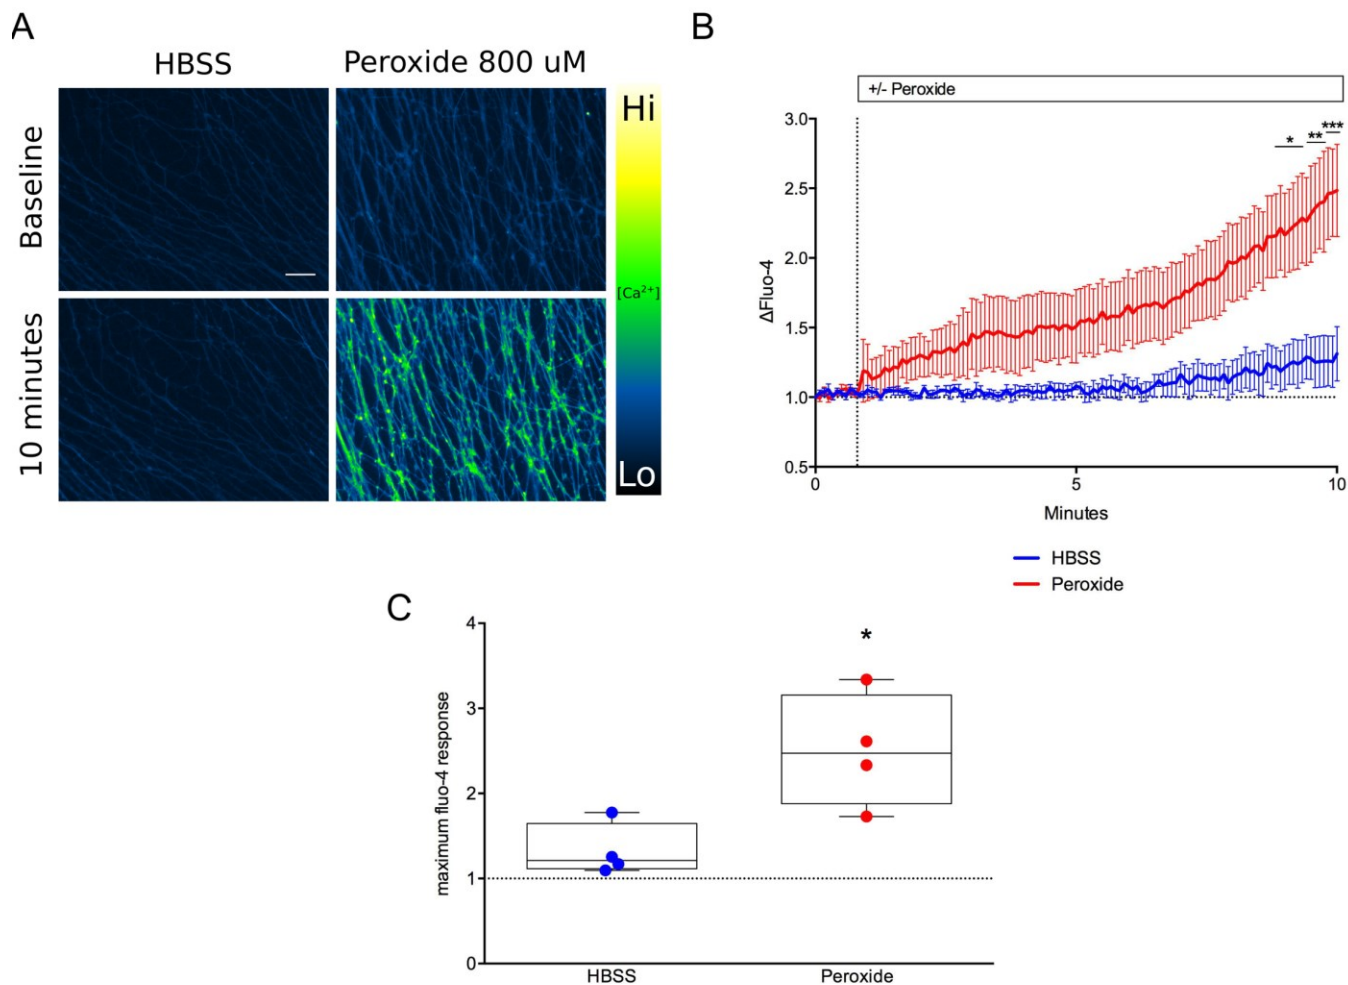 A
HBSS
Peroxide 800 uM
Baseline
10 minutes
Hi
[Ca²⁺]
Lo
B
+/- Peroxide
3.0
2.5
2.0
1.5
1.0
0.5
ΔFluo-4
* ** ***
0
5
10
Minutes
HBSS
Peroxide
C
4
3
2
1
0
maximum fluo-4 response
*
HBSS
Peroxide